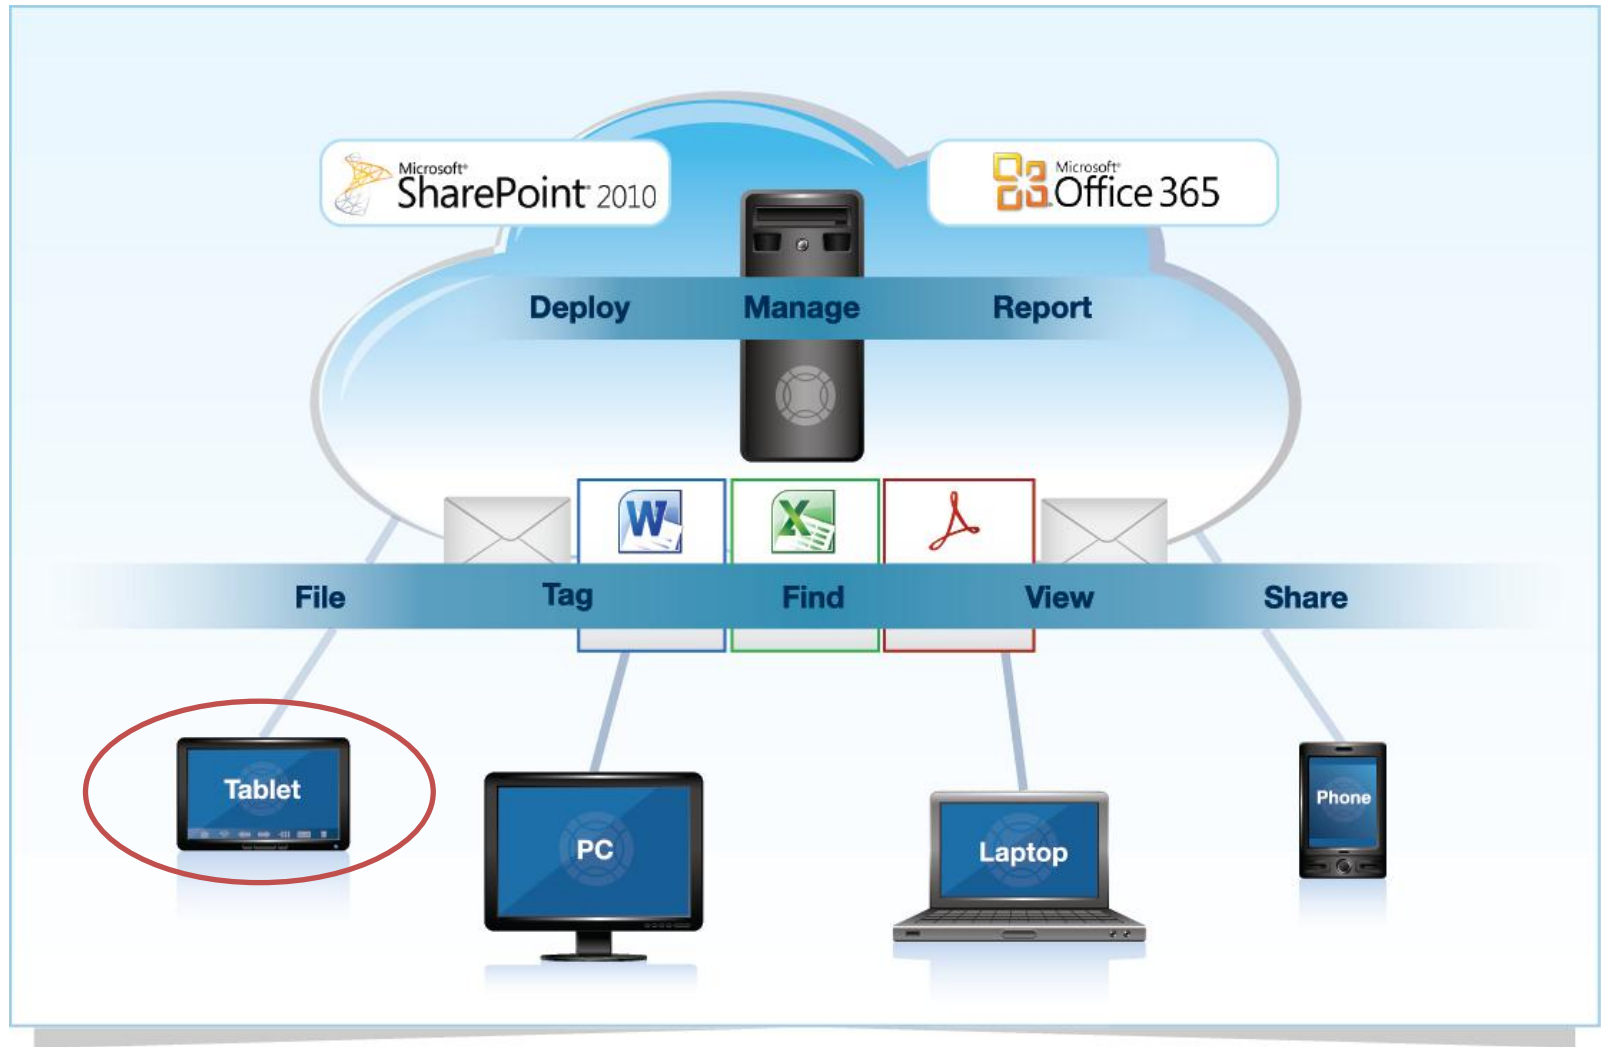 Microsoft®
SharePoint® 2010
Microsoft®
Office 365
Deploy Manage Report
W
X
File Tag Find View Share
Tablet
PC
Laptop
Phone